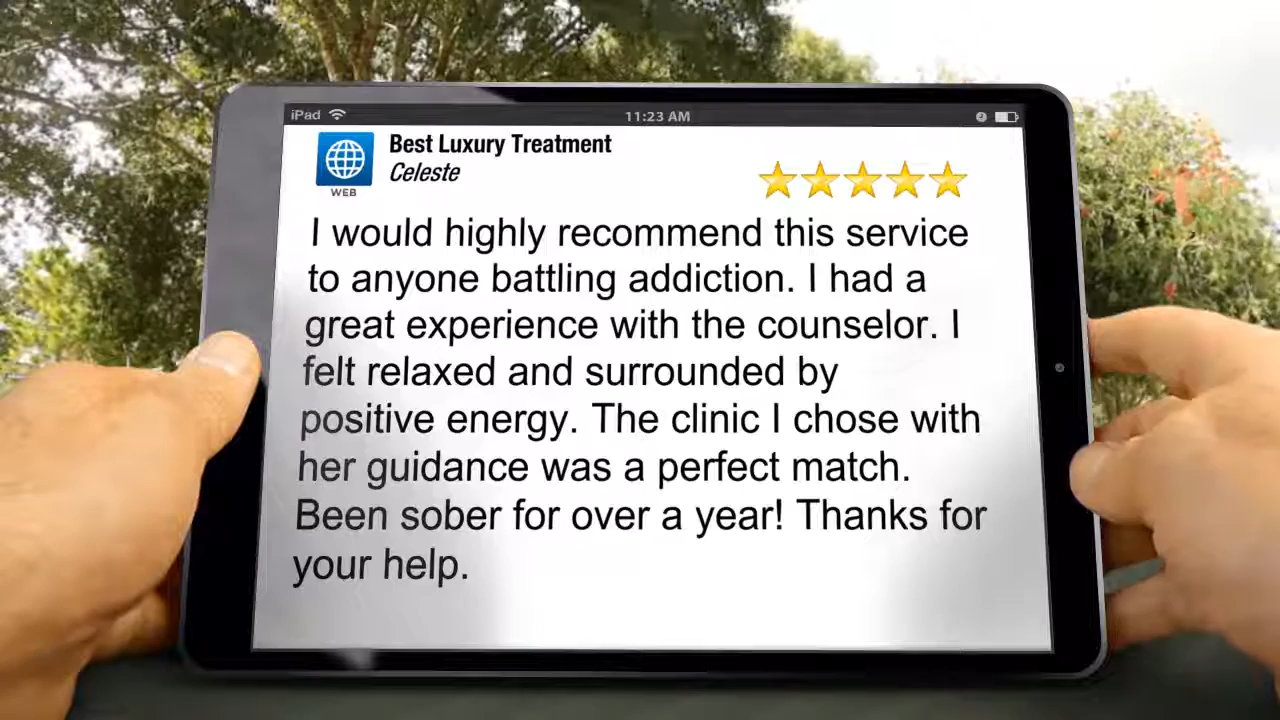 iPad 11:23 AM
Best Luxury Treatment
Celeste
WEB
I would highly recommend this service
to anyone battling addiction. I had a
great experience with the counselor. I
felt relaxed and surrounded by
positive energy. The clinic I chose with
her guidance was a perfect match.
Been sober for over a year! Thanks for
your help.